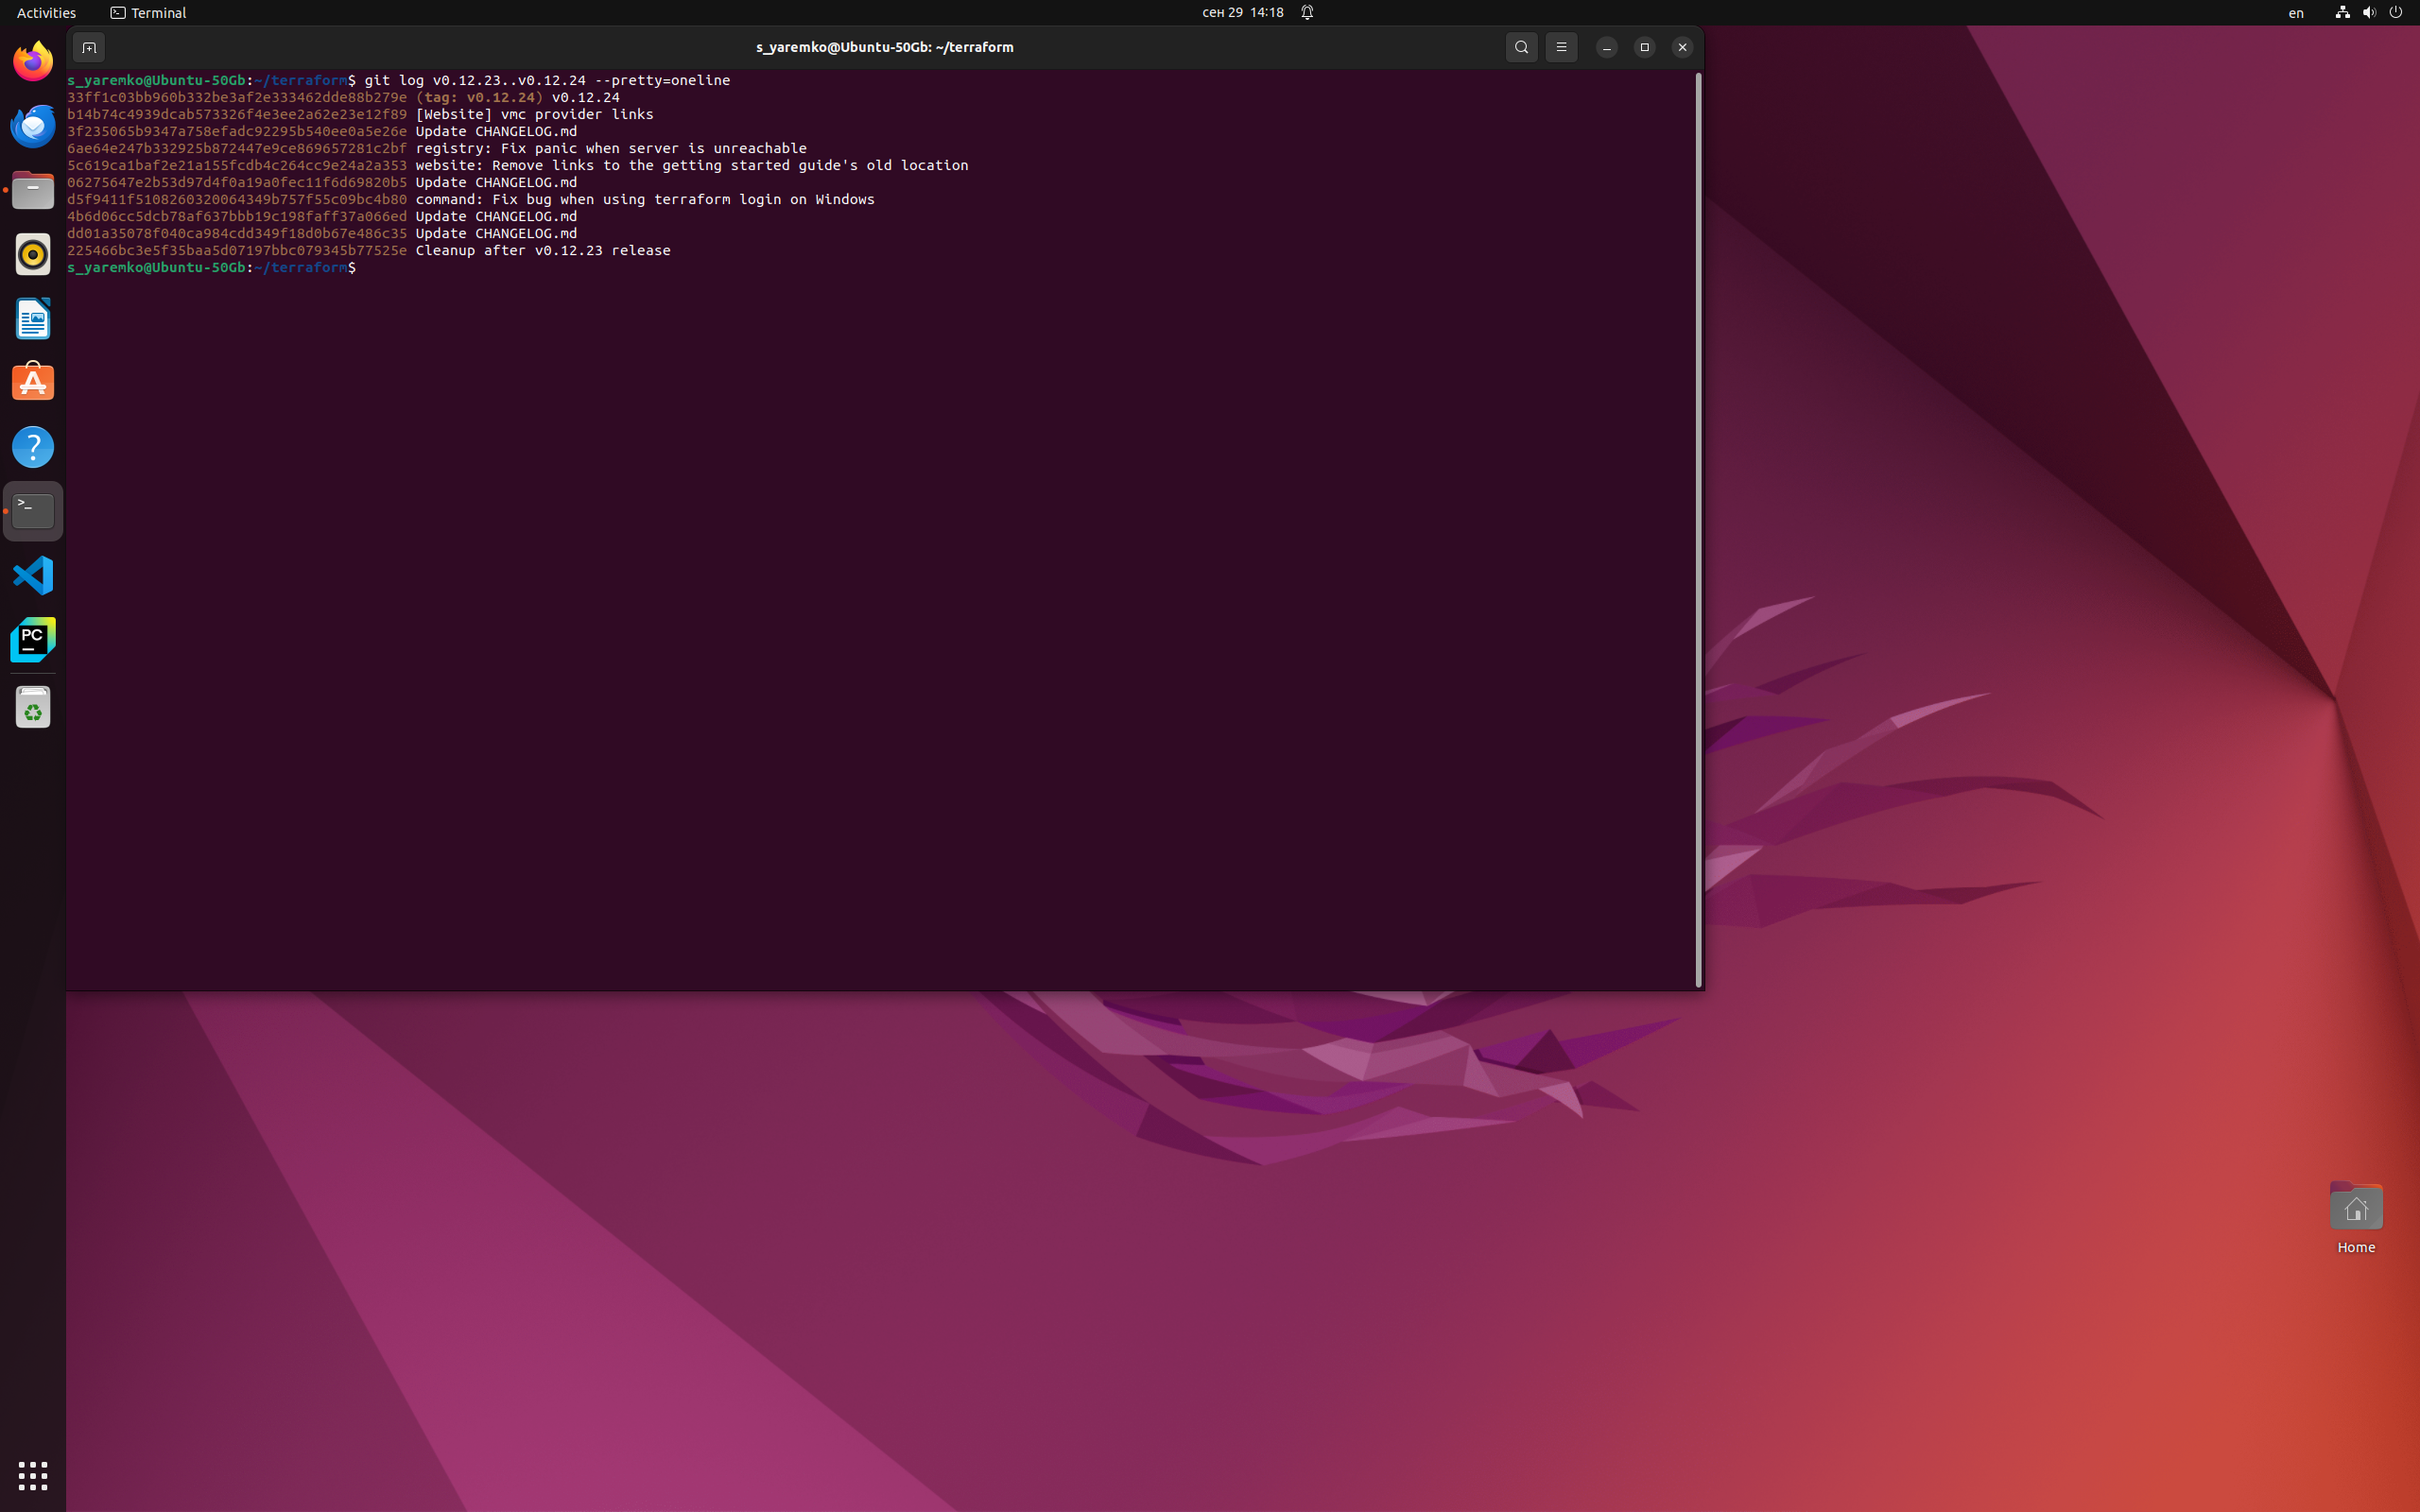 Activities Terminal сен 29 14:18 en
s_yaremko@Ubuntu-50Gb: ~/terraform
s_yaremko@Ubuntu-50Gb:~/terraform$ git log v0.12.23..v0.12.24 --pretty=oneline
33ff1c03bb960b332be3af2e333462dde88b279e (tag: v0.12.24) v0.12.24
b14b74c4939dcab573326f4e3ee2a62e23e12f89 [Website] vmc provider links
3f235065b9347a758efadc92295b540ee0a5e26e Update CHANGELOG.md
6ae64e247b332925b872447e9ce869657281c2bf registry: Fix panic when server is unreachable
5c619ca1baf2e21a155fcdb4c264cc9e24a2a353 website: Remove links to the getting started guide's old location
06275647e2b53d97d4f0a19a0fec11f6d69820b5 Update CHANGELOG.md
d5f9411f5108260320064349b757f55c09bc4b80 command: Fix bug when using terraform login on Windows
4b6d06cc5dcb78af637bbb19c198faff37a066ed Update CHANGELOG.md
dd01a35078f040ca984cdd349f18d0b67e486c35 Update CHANGELOG.md
225466bc3e5f35baa5d07197bbc079345b77525e Cleanup after v0.12.23 release
s_yaremko@Ubuntu-50Gb:~/terraform$
>_
PC
Home